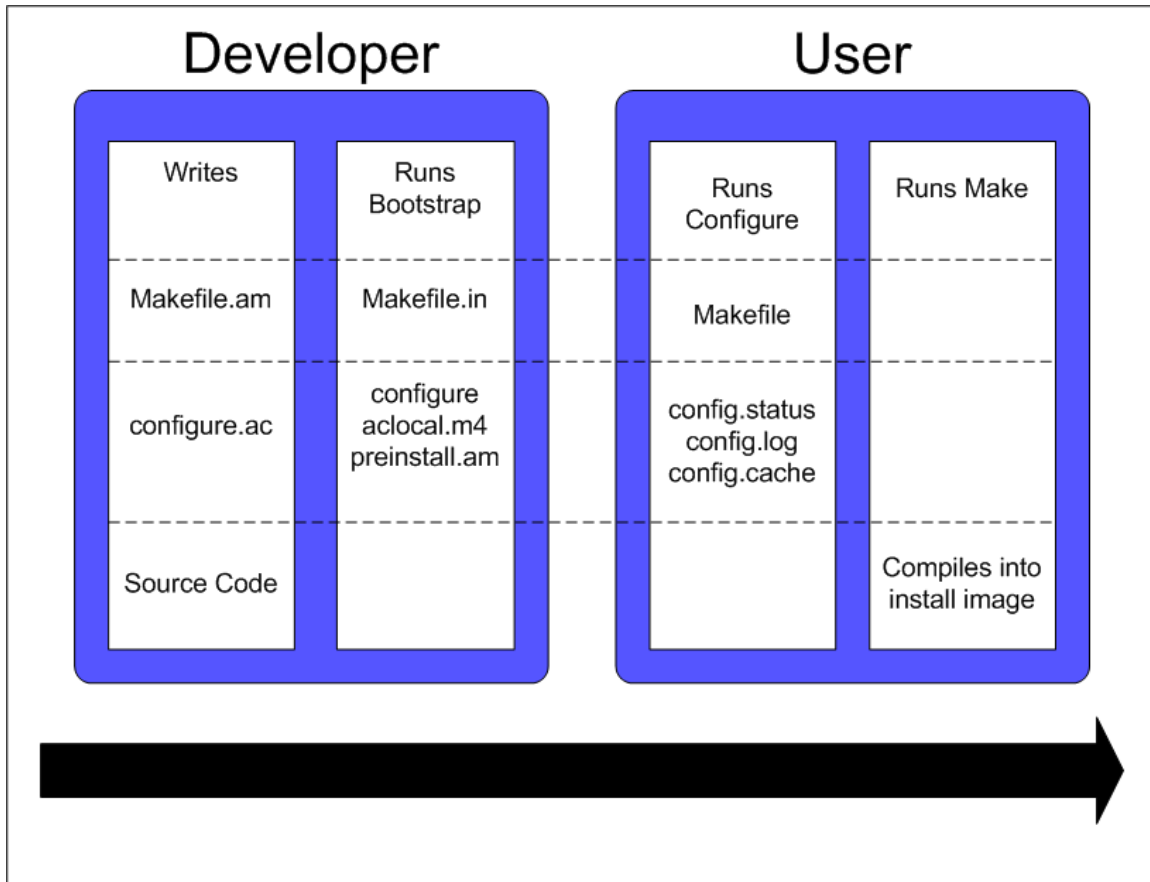 Developer
User
Writes
Runs
Bootstrap
Runs
Configure
Runs Make
Makefile.am
Makefile.in
Makefile
configure.ac
configure
aclocal.m4
preinstall.am
config.status
config.log
config.cache
Source Code
Compiles into
install image